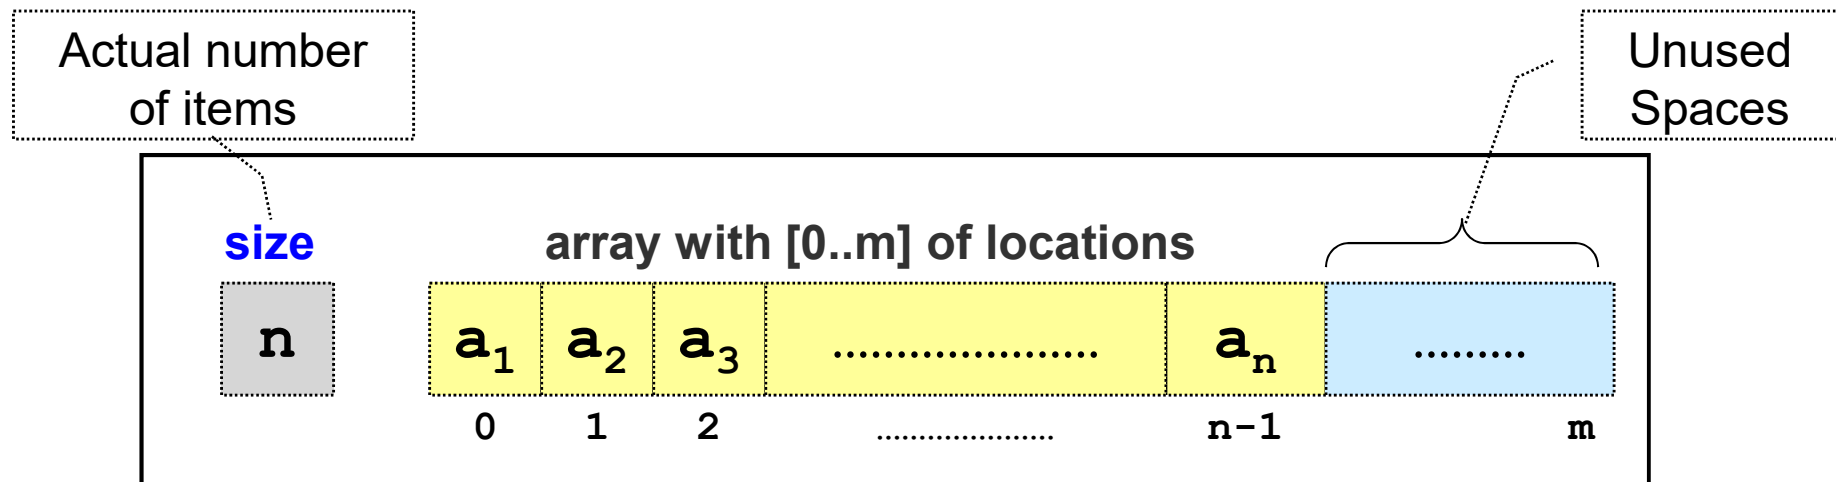 Actual number
of items
Unused
Spaces
size
array with [0..m] of locations
n
a₁ a₂ a₃ ..................... aₙ .........
0 1 2 ..................... n-1 m